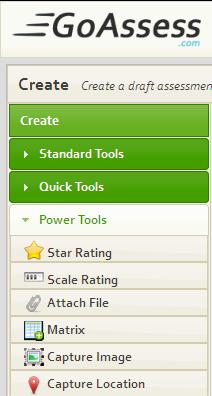 GoAssess
.com
Create Create a draft assessmen
Create
Standard Tools
Quick Tools
Power Tools
Star Rating
Scale Rating
Attach File
Matrix
Capture Image
Capture Location